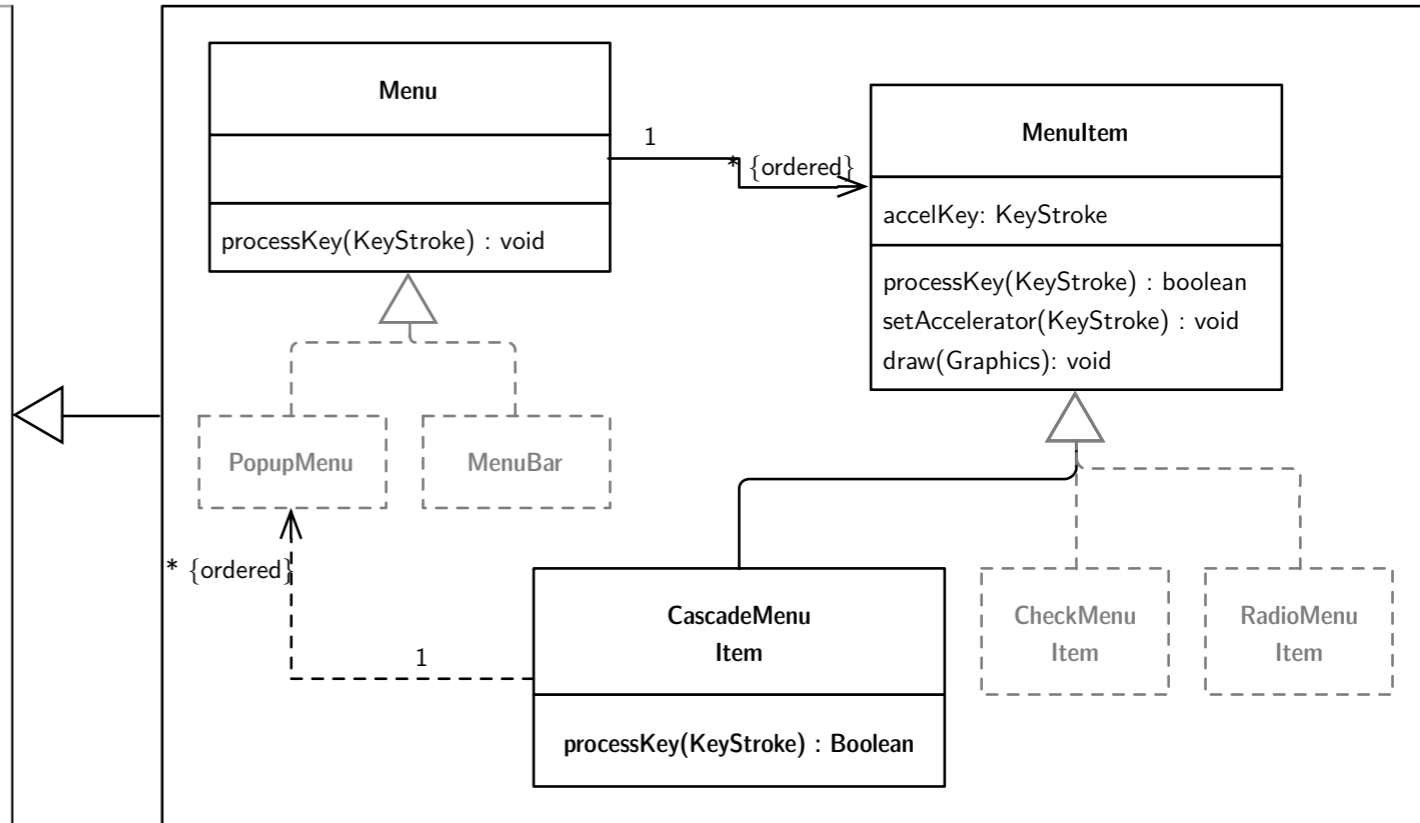 Menu
processKey(KeyStroke) : void
1
* {ordered}
MenuItem
accelKey: KeyStroke
processKey(KeyStroke) : boolean
setAccelerator(KeyStroke) : void
draw(Graphics): void
PopupMenu
MenuBar
* {ordered}
1
CascadeMenu
Item
processKey(KeyStroke) : Boolean
CheckMenu
Item
RadioMenu
Item